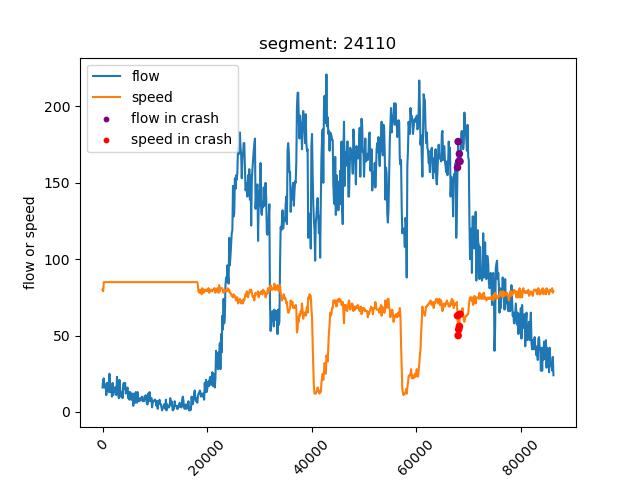 segment: 24110
flow
speed
flow in crash
speed in crash
flow or speed
200
150
100
50
0
0
20000
40000
60000
80000